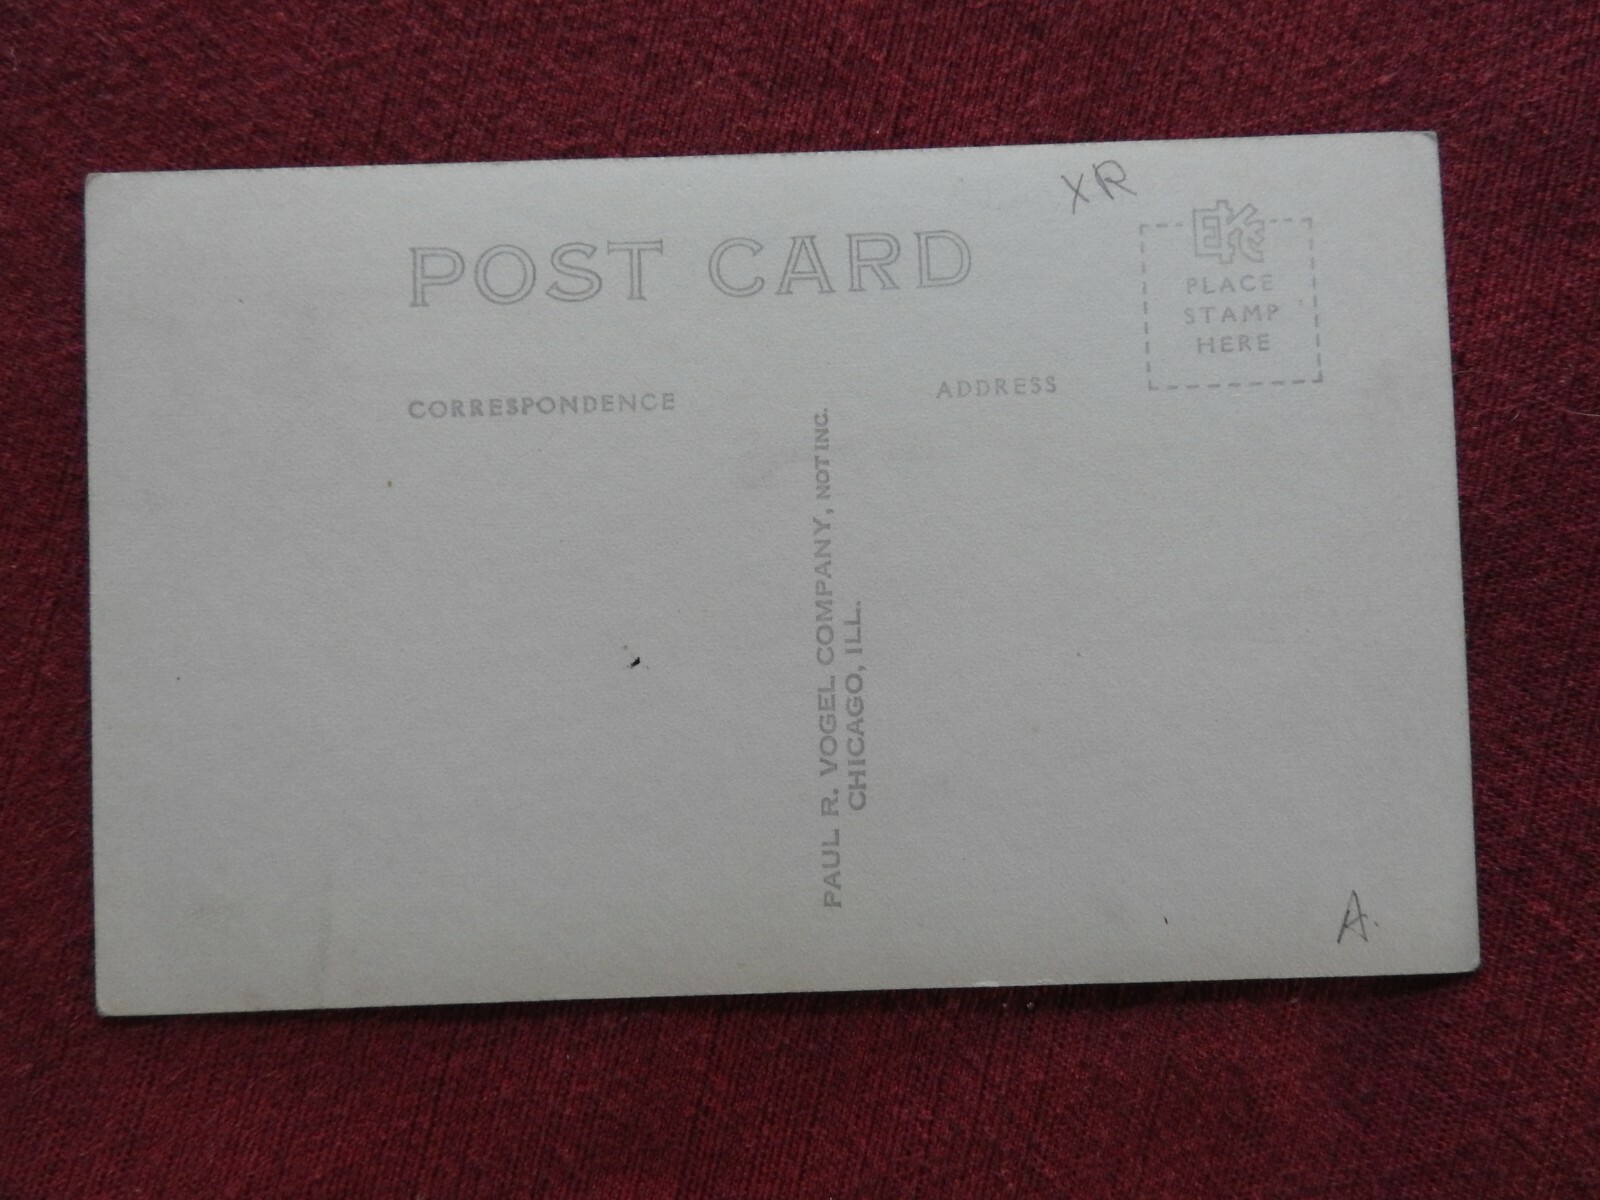 XR
POST CARD
EKC
PLACE
STAMP
HERE
CORRESPONDENCE
ADDRESS
PAUL R. VOGEL COMPANY, NOT INC.
CHICAGO, ILL.
A.